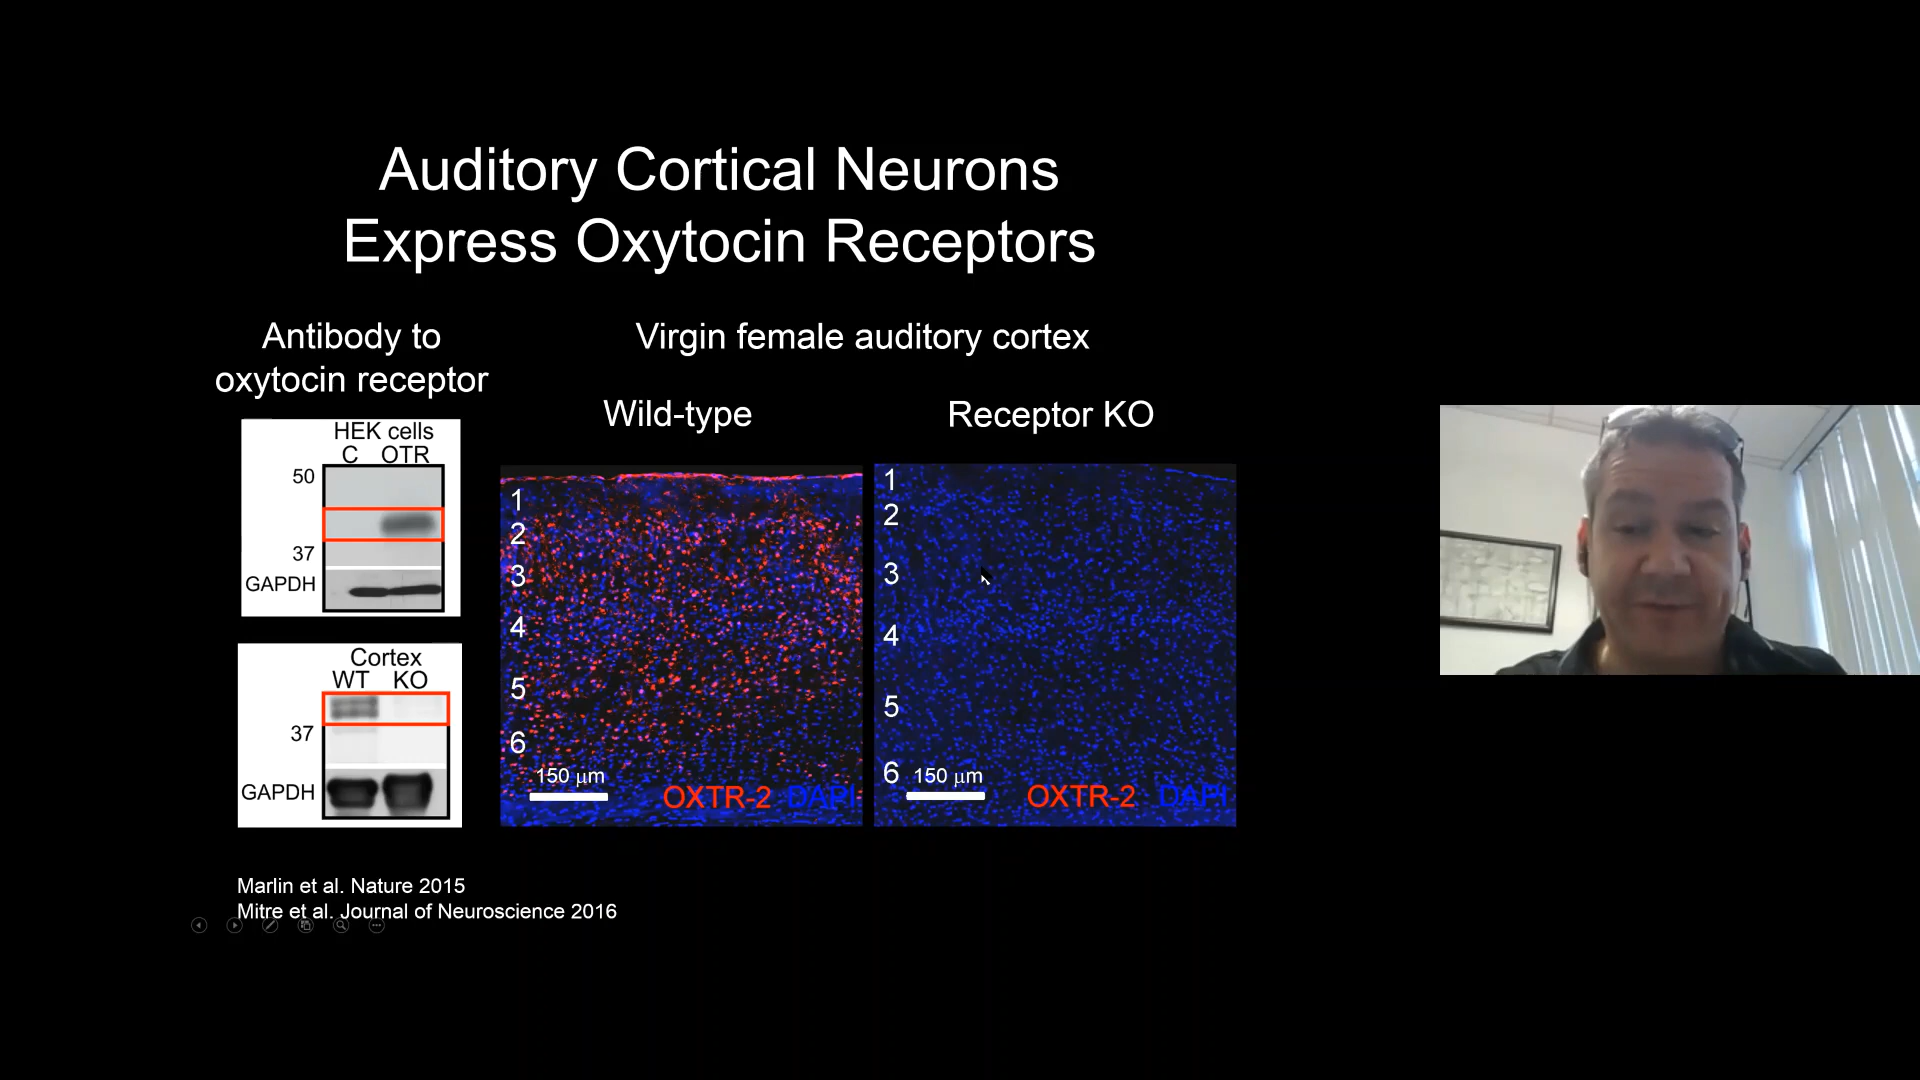 Auditory Cortical Neurons
Express Oxytocin Receptors
Antibody to
oxytocin receptor
Virgin female auditory cortex
Wild-type
Receptor KO
HEK cells
C OTR
50
37
GAPDH
Cortex
WT KO
37
GAPDH
1
2
3
4
5
6
150 µm
OXTR-2 DAPI
1
2
3
4
5
6
150 µm
OXTR-2 DAPI
Marlin et al. Nature 2015
Mitre et al. Journal of Neuroscience 2016